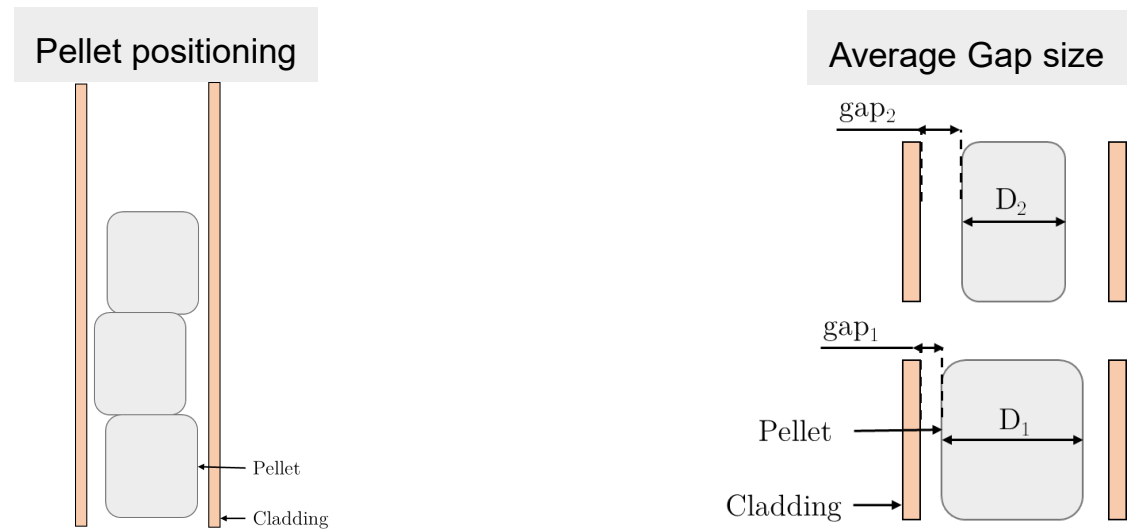 Pellet positioning
Pellet
Cladding
Average Gap size
gap₂
D₂
gap₁
D₁
Pellet
Cladding